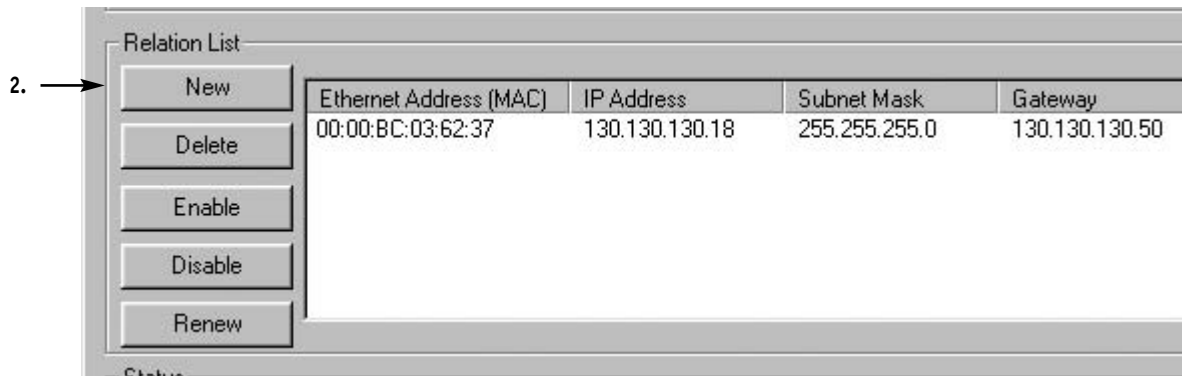 Relation List
2.
New
Delete
Enable
Disable
Renew
Ethernet Address (MAC) IP Address Subnet Mask Gateway
00:00:BC:03:62:37 130.130.130.18 255.255.255.0 130.130.130.50
Status